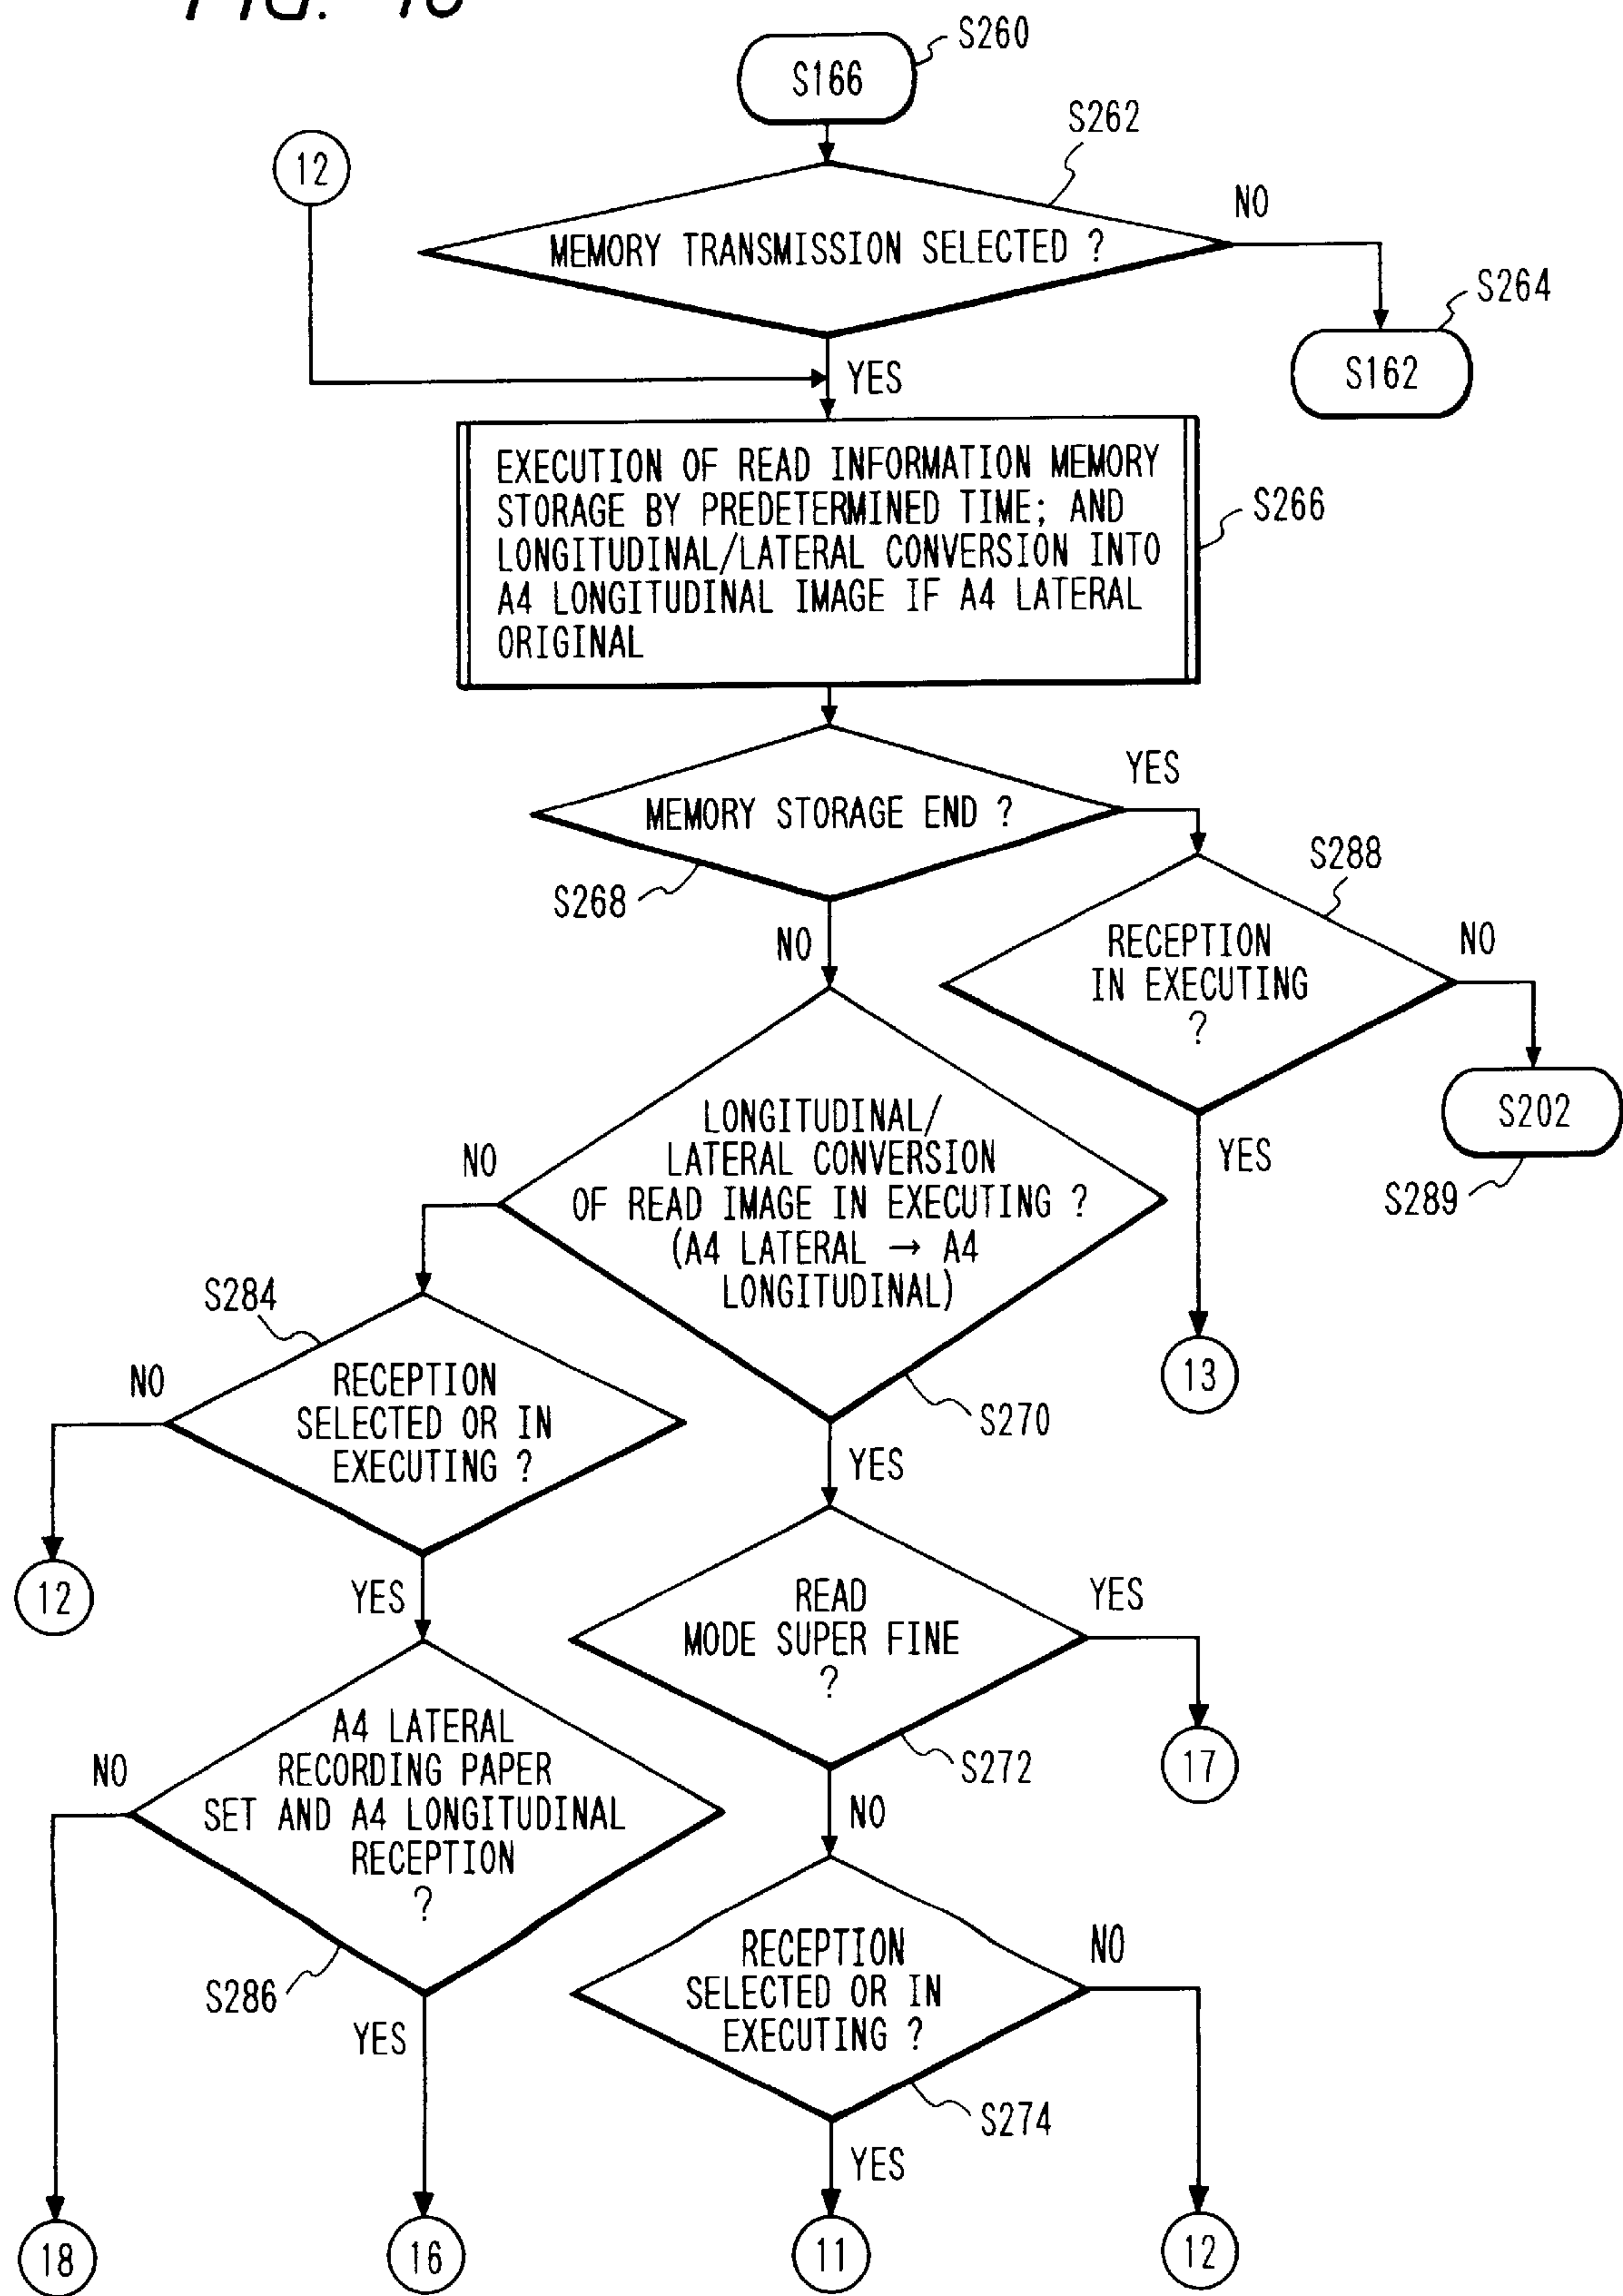 S260
S166
S262
12
NO
MEMORY TRANSMISSION SELECTED ?
S264
S162
YES
EXECUTION OF READ INFORMATION MEMORY
STORAGE BY PREDETERMINED TIME; AND
LONGITUDINAL/LATERAL CONVERSION INTO
A4 LONGITUDINAL IMAGE IF A4 LATERAL
ORIGINAL
S266
YES
MEMORY STORAGE END ?
S268
S288
NO
RECEPTION
IN EXECUTING
?
NO
S202
S289
YES
13
LONGITUDINAL/
LATERAL CONVERSION
OF READ IMAGE IN EXECUTING ?
(A4 LATERAL → A4
LONGITUDINAL)
NO
S270
YES
S284
RECEPTION
SELECTED OR IN
EXECUTING ?
NO
12
YES
READ
MODE SUPER FINE
?
YES
S272
17
NO
A4 LATERAL
RECORDING PAPER
SET AND A4 LONGITUDINAL
RECEPTION
?
NO
S286
YES
RECEPTION
SELECTED OR IN
EXECUTING ?
NO
S274
YES
18
16
11
12